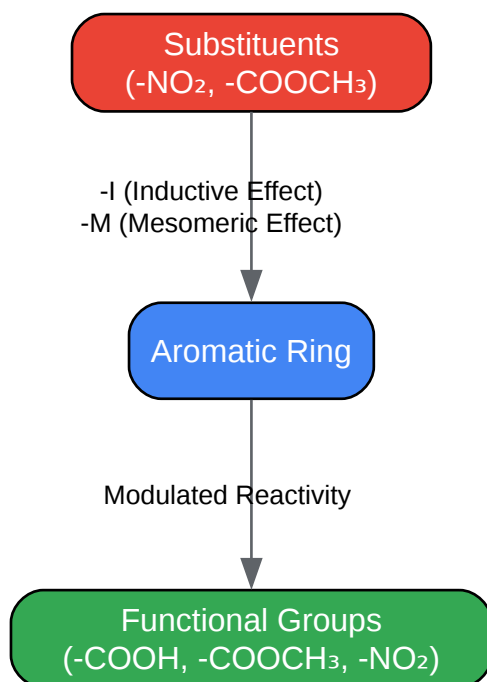 Substituents
(-NO₂, -COOCH₃)
-I (Inductive Effect)
-M (Mesomeric Effect)
Aromatic Ring
Modulated Reactivity
Functional Groups
(-COOH, -COOCH₃, -NO₂)